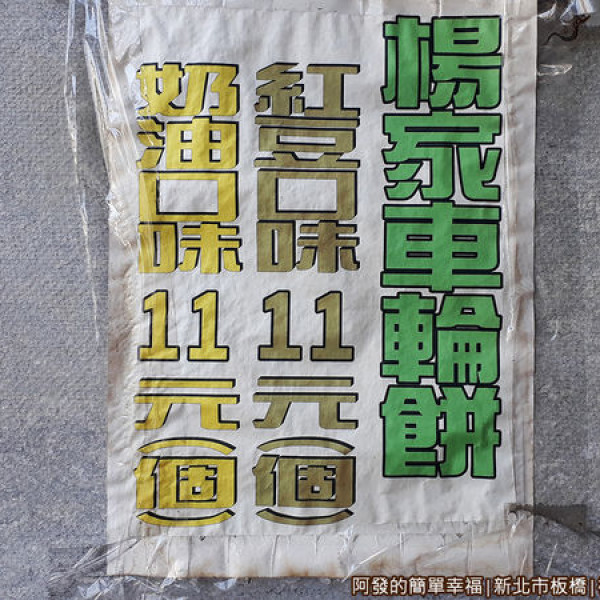 楊家車輪餅
紅豆口味 11元(個)
奶油口味 11元(個)
阿發的簡單幸福|新北市板橋|